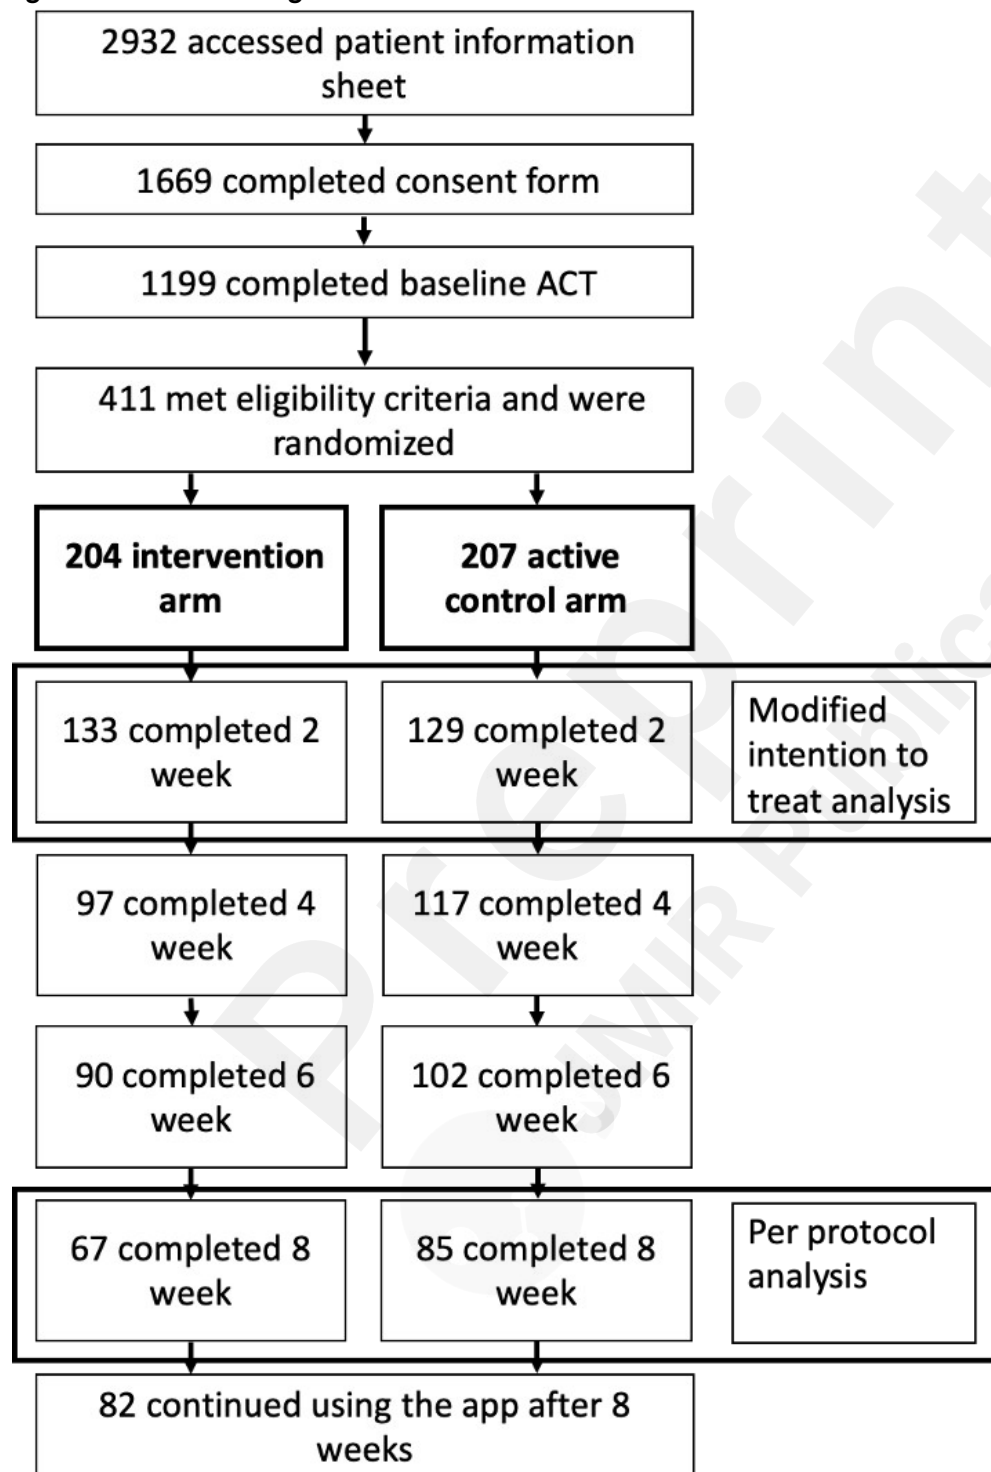 2932 accessed patient information
sheet
1669 completed consent form
1199 completed baseline ACT
411 met eligibility criteria and were
randomized
204 intervention
arm
207 active
control arm
133 completed 2
week
129 completed 2
week
Modified
intention to
treat analysis
97 completed 4
week
117 completed 4
week
90 completed 6
week
102 completed 6
week
67 completed 8
week
85 completed 8
week
Per protocol
analysis
82 continued using the app after 8
weeks
Preprint
JMIR Publica